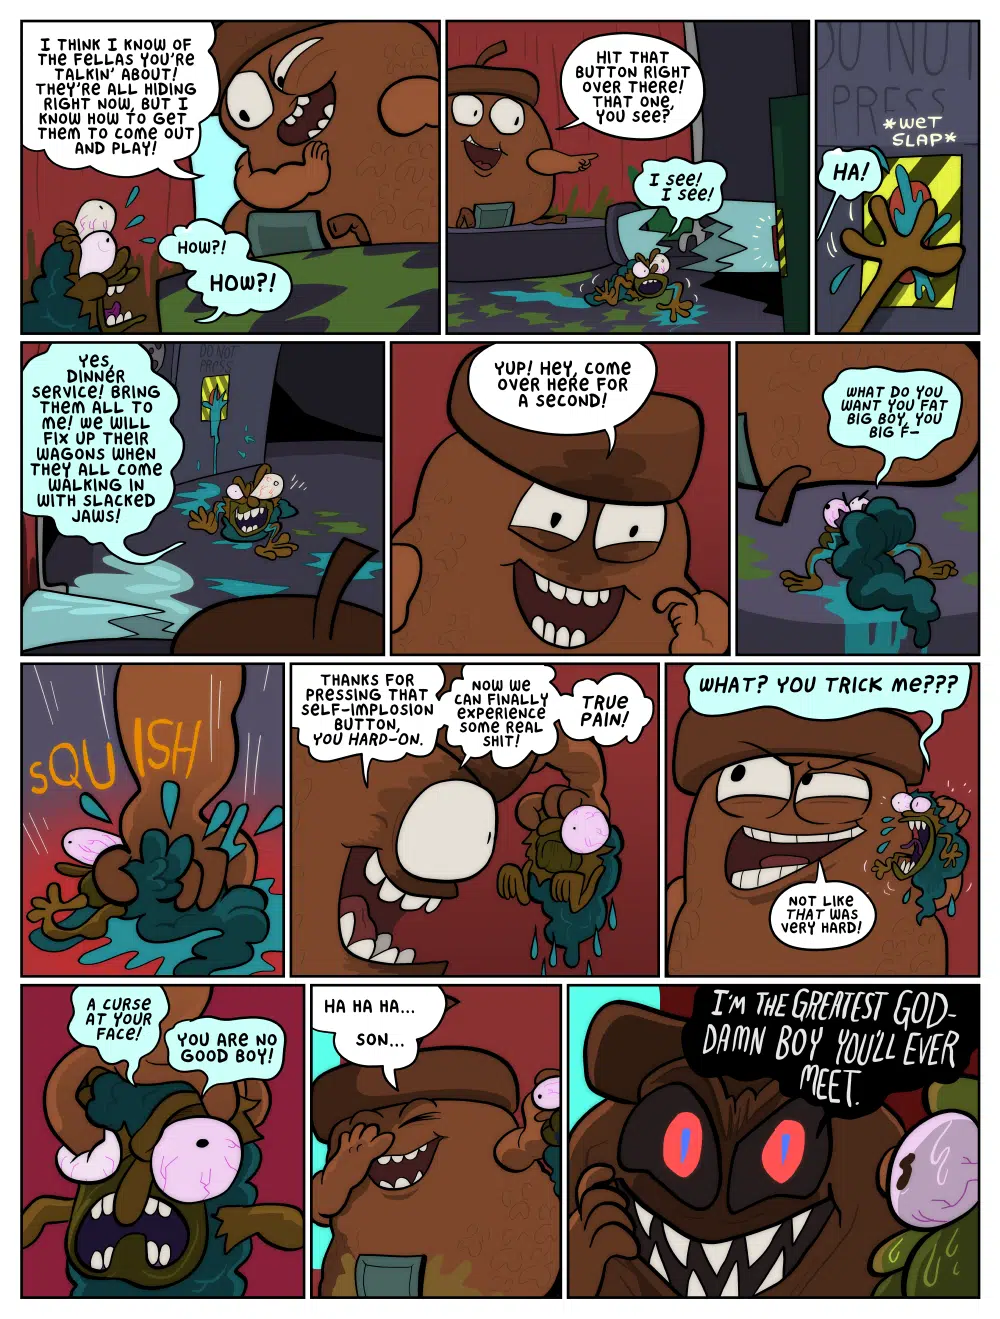 I THINK I KNOW OF
THE FELLAS YOU'RE
TALKIN' ABOUT!
THEY'RE ALL HIDING
RIGHT NOW, BUT I
KNOW HOW TO GET
THEM TO COME OUT
AND PLAY!
HOW?!
HOW?!
HIT THAT
BUTTON RIGHT
OVER THERE!
THAT ONE,
YOU SEE?
I SEE!
I SEE!
DO NOT
PRESS
*WET
SLAP*
HA!
YES,
DINNER
SERVICE! BRING
THEM ALL TO
ME! WE WILL
FIX UP THEIR
WAGONS WHEN
THEY ALL COME
WALKING IN
WITH SLACKED
JAWS!
DO NOT
PRESS
YUP! HEY, COME
OVER HERE FOR
A SECOND!
WHAT DO YOU
WANT YOU FAT
BIG BOY, YOU
BIG F-
SQUISH
THANKS FOR
PRESSING THAT
SELF-IMPLOSION
BUTTON,
YOU HARD-ON.
NOW WE
CAN FINALLY
EXPERIENCE
SOME REAL
SHIT!
TRUE
PAIN!
WHAT? YOU TRICK ME???
NOT LIKE
THAT WAS
VERY HARD!
A CURSE
AT YOUR
FACE!
YOU ARE NO
GOOD BOY!
HA HA HA...
SON...
I'M THE GREATEST GOD-
DAMN BOY YOU'LL EVER
MEET.